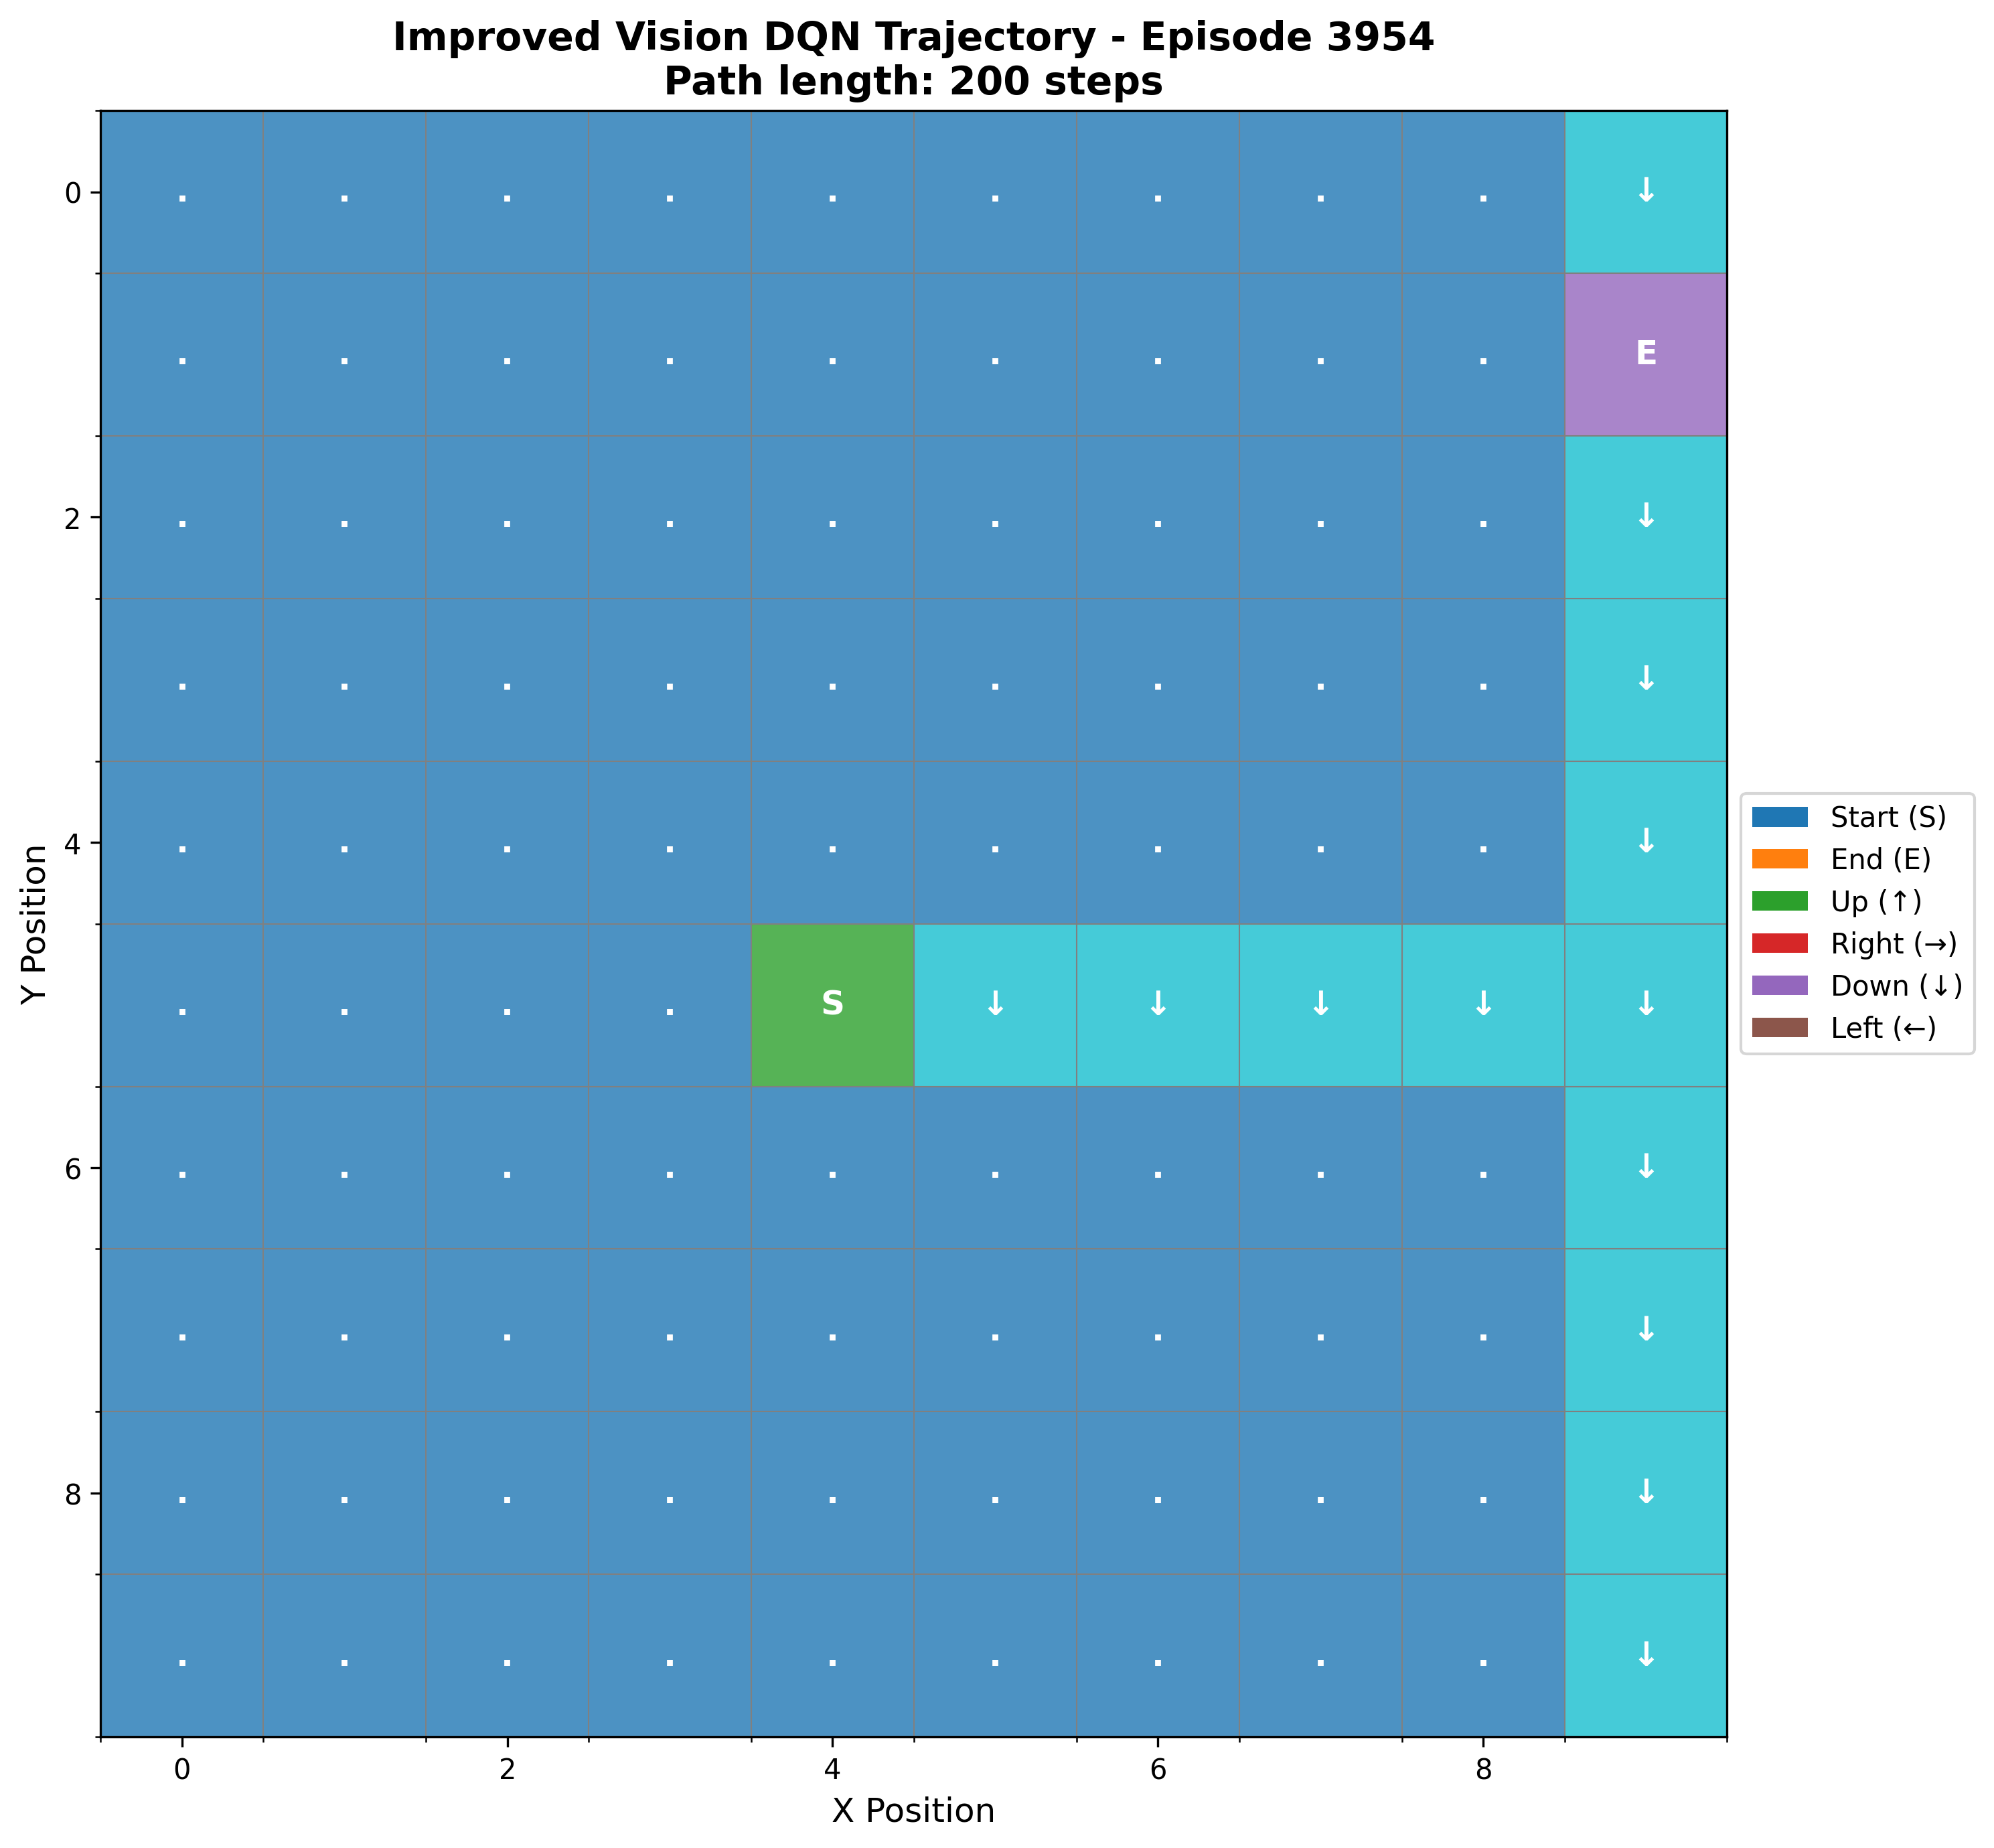 Improved Vision DQN Trajectory - Episode 3954
Path length: 200 steps
0 . . . . . . . . . ↓
. . . . . . . . . E
2 . . . . . . . . . ↓
. . . . . . . . . ↓
4 . . . . . . . . . ↓
. . . . S ↓ ↓ ↓ ↓ ↓
6 . . . . . . . . . ↓
. . . . . . . . . ↓
8 . . . . . . . . . ↓
. . . . . . . . . ↓
0 2 4 6 8
X Position
Y Position
Start (S)
End (E)
Up (↑)
Right (→)
Down (↓)
Left (←)